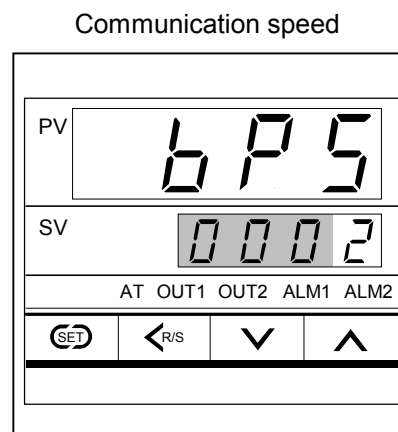 Communication speed
PV bPS
SV 0002
AT OUT1 OUT2 ALM1 ALM2
SET R/S